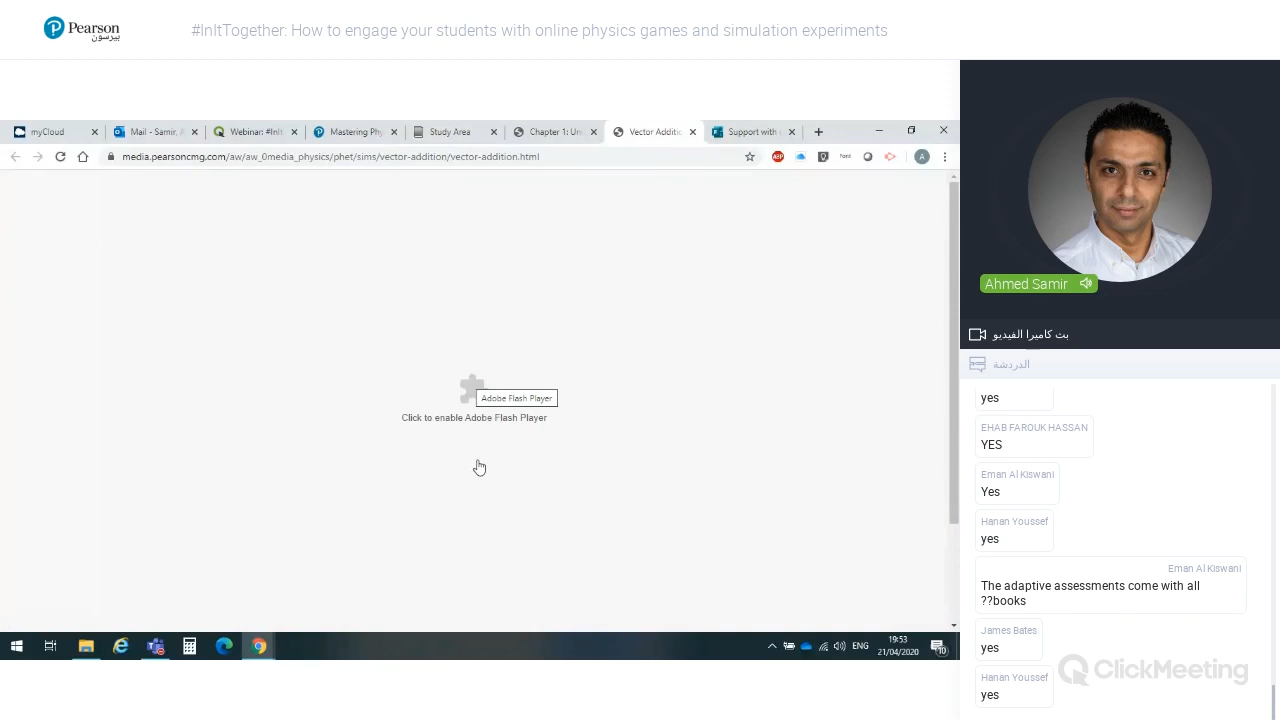 Pearson
بيرسون
#InItTogether: How to engage your students with online physics games and simulation experiments
myCloud
Mail - Samir, A
Webinar: #InIt
Mastering Phy
Study Area
Chapter 1: Un
Vector Additio
Support with
media.pearsoncmg.com/aw/aw_0media_physics/phet/sims/vector-addition/vector-addition.html
ABP
A
Adobe Flash Player
Click to enable Adobe Flash Player
ENG
19:53
21/04/2020
10
Ahmed Samir
بث كاميرا الفيديو
الدردشة
yes
EHAB FAROUK HASSAN
YES
Eman Al Kiswani
Yes
Hanan Youssef
yes
Eman Al Kiswani
The adaptive assessments come with all
??books
James Bates
yes
Hanan Youssef
yes
ClickMeeting